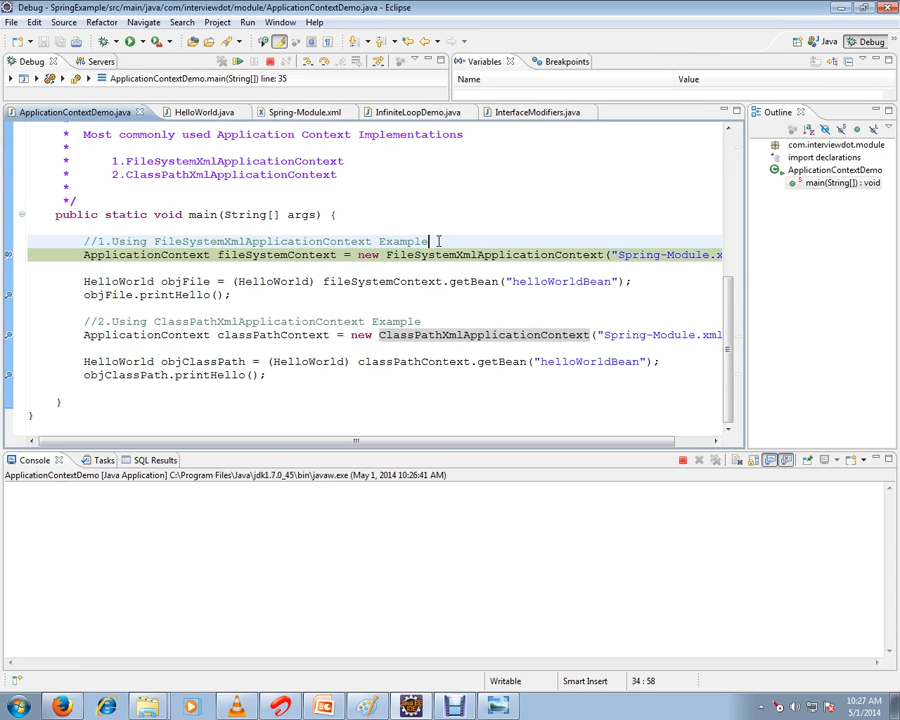 Debug - SpringExample/src/main/java/com/interviewdot/module/ApplicationContextDemo.java - Eclipse
File Edit Source Refactor Navigate Search Project Run Window Help
Java Debug
Debug Servers
Variables Breakpoints
ApplicationContextDemo.main(String[]) line: 35
Name Value
ApplicationContextDemo.java HelloWorld.java Spring-Module.xml InfiniteLoopDemo.java InterfaceModifiers.java
Outline
* Most commonly used Application Context Implementations
*
* 1.FileSystemXmlApplicationContext
* 2.ClassPathXmlApplicationContext
*
*/
public static void main(String[] args) {
//1.Using FileSystemXmlApplicationContext Example
ApplicationContext fileSystemContext = new FileSystemXmlApplicationContext("Spring-Module.x
HelloWorld objFile = (HelloWorld) fileSystemContext.getBean("helloWorldBean");
objFile.printHello();
//2.Using ClassPathXmlApplicationContext Example
ApplicationContext classPathContext = new ClassPathXmlApplicationContext("Spring-Module.xml
HelloWorld objClassPath = (HelloWorld) classPathContext.getBean("helloWorldBean");
objClassPath.printHello();
}
}
com.interviewdot.module
import declarations
ApplicationContextDemo
main(String[]) : void
Console Tasks SQL Results
ApplicationContextDemo [Java Application] C:\Program Files\Java\jdk1.7.0_45\bin\javaw.exe (May 1, 2014 10:26:41 AM)
Writable Smart Insert 34 : 58
10:27 AM
5/1/2014